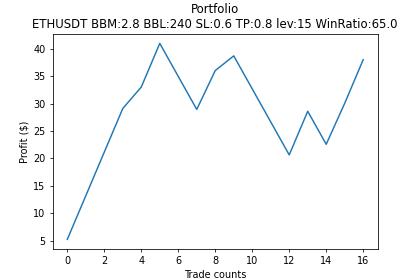 Portfolio
ETHUSDT BBM:2.8 BBL:240 SL:0.6 TP:0.8 lev:15 WinRatio:65.0
40
35
30
25
20
15
10
5
Profit ($)
0 2 4 6 8 10 12 14 16
Trade counts